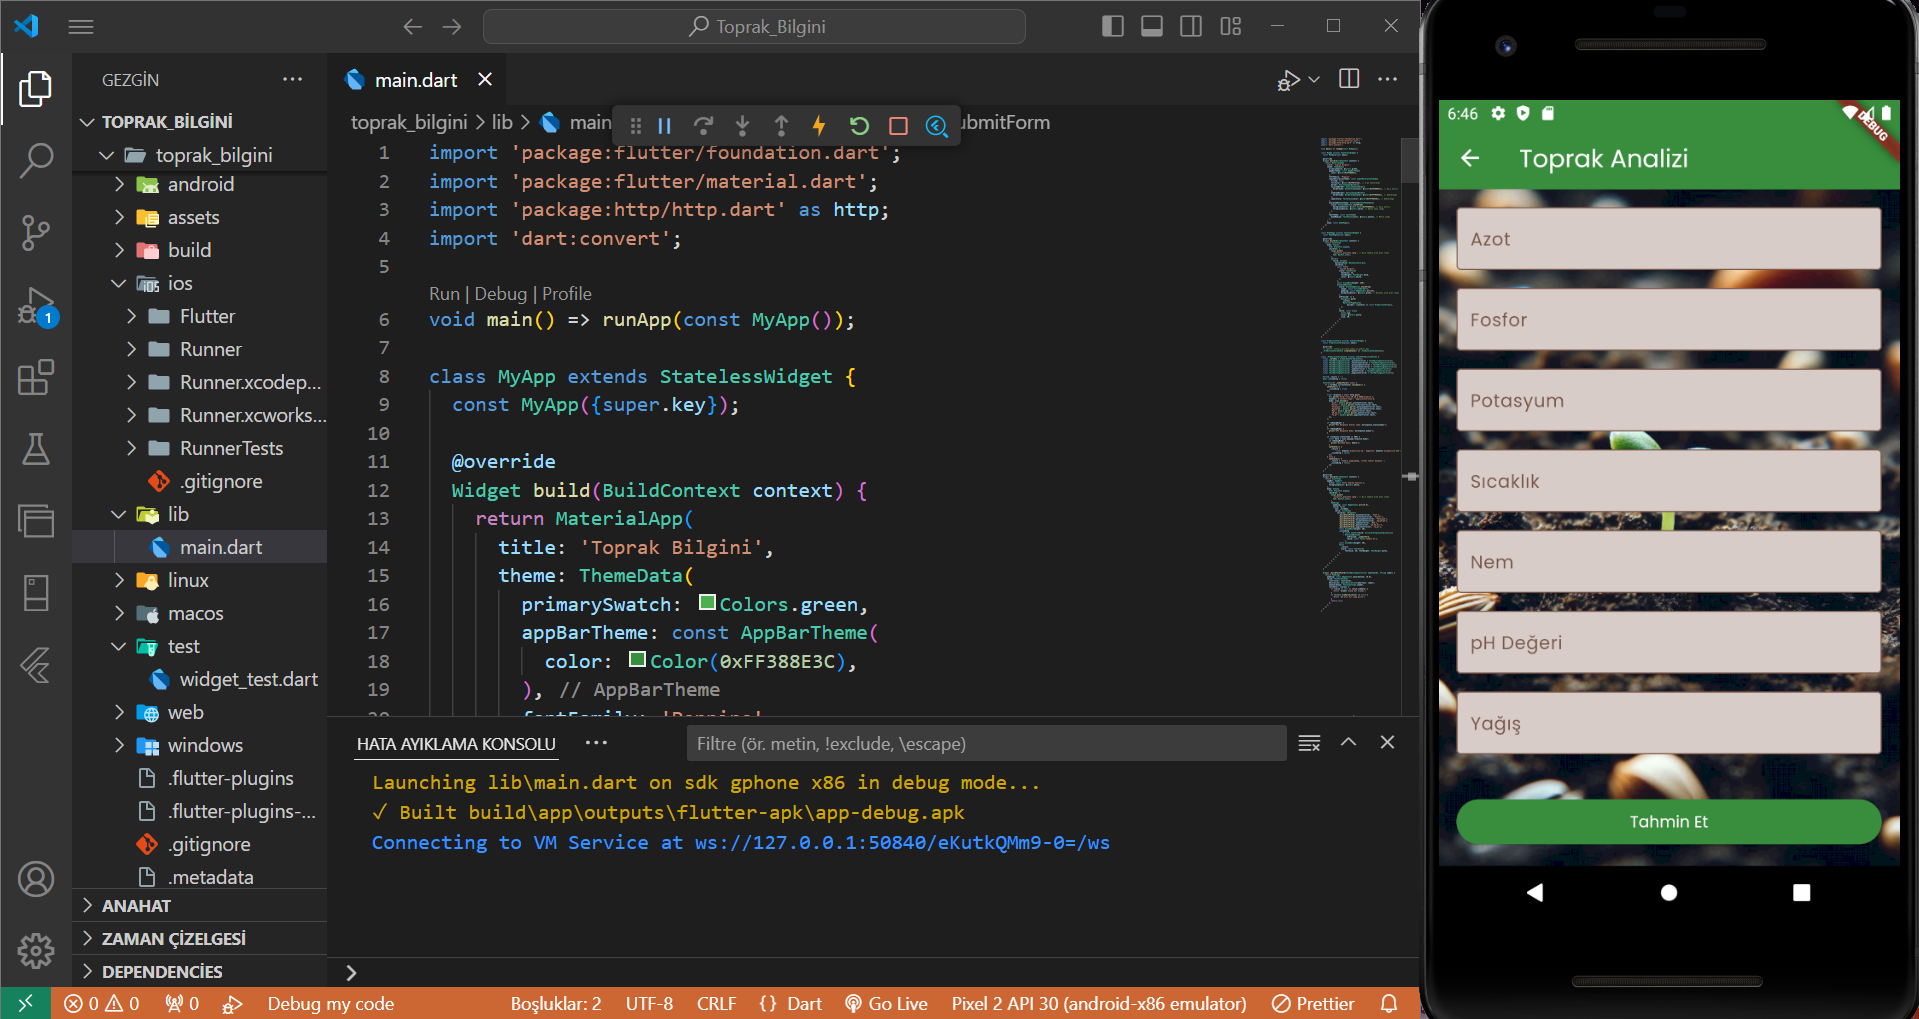 Toprak_Bilgini
GEZGİN
TOPRAK_BİLGİNİ
toprak_bilgini
android
assets
build
ios
Flutter
Runner
Runner.xcodep...
Runner.xcworks...
RunnerTests
.gitignore
lib
main.dart
linux
macos
test
widget_test.dart
web
windows
.flutter-plugins
.flutter-plugins-...
.gitignore
.metadata
ANAHAT
ZAMAN ÇİZELGESİ
DEPENDENCİES
1
main.dart
toprak_bilgini > lib > main
ubmitForm
1 import 'package:flutter/foundation.dart';
2 import 'package:flutter/material.dart';
3 import 'package:http/http.dart' as http;
4 import 'dart:convert';
5
Run | Debug | Profile
6 void main() => runApp(const MyApp());
7
8 class MyApp extends StatelessWidget {
9 const MyApp({super.key});
10
11 @override
12 Widget build(BuildContext context) {
13 return MaterialApp(
14 title: 'Toprak Bilgini',
15 theme: ThemeData(
16 primarySwatch: Colors.green,
17 appBarTheme: const AppBarTheme(
18 color: Color(0xFF388E3C),
19 ), // AppBarTheme
HATA AYIKLAMA KONSOLU
Filtre (ör. metin, !exclude, \escape)
Launching lib\main.dart on sdk gphone x86 in debug mode...
✓ Built build\app\outputs\flutter-apk\app-debug.apk
Connecting to VM Service at ws://127.0.0.1:50840/eKutkQMm9-0=/ws
0 0 0 Debug my code Boşluklar: 2 UTF-8 CRLF {} Dart Go Live Pixel 2 API 30 (android-x86 emulator) Prettier
6:46
DEBUG
Toprak Analizi
Azot
Fosfor
Potasyum
Sıcaklık
Nem
pH Değeri
Yağış
Tahmin Et